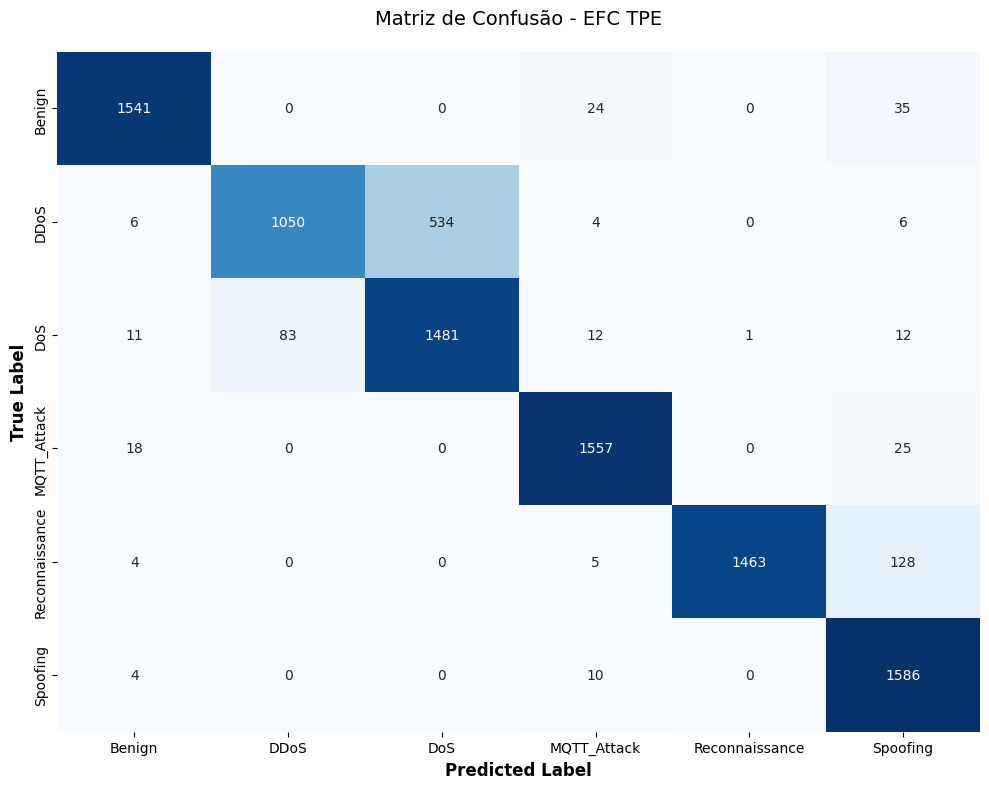 Matriz de Confusão - EFC TPE
True Label
Benign 1541 0 0 24 0 35
DDoS 6 1050 534 4 0 6
DoS 11 83 1481 12 1 12
MQTT_Attack 18 0 0 1557 0 25
Reconnaissance 4 0 0 5 1463 128
Spoofing 4 0 0 10 0 1586
Benign DDoS DoS MQTT_Attack Reconnaissance Spoofing
Predicted Label